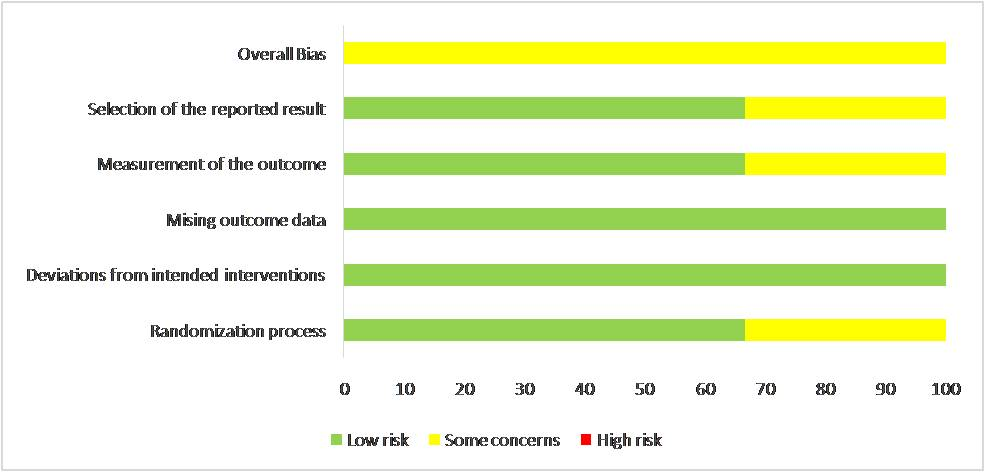 Overall Bias
Selection of the reported result
Measurement of the outcome
Mising outcome data
Deviations from intended interventions
Randomization process
0 10 20 30 40 50 60 70 80 90 100
Low risk Some concerns High risk